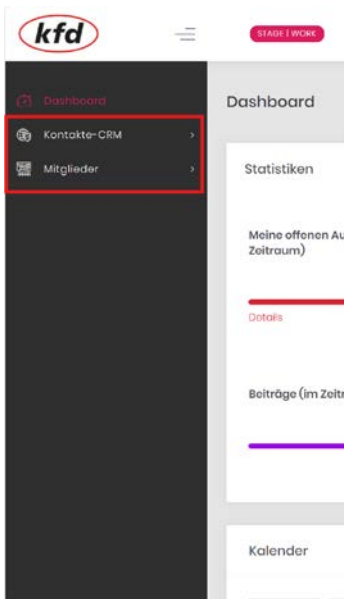 kfd
STAGE | WORK
Dashboard
Kontakte-CRM
Mitglieder
Dashboard
Statistiken
Meine offenen Au
Zeitraum)
Details
Beiträge (im Zeitr
Kalender